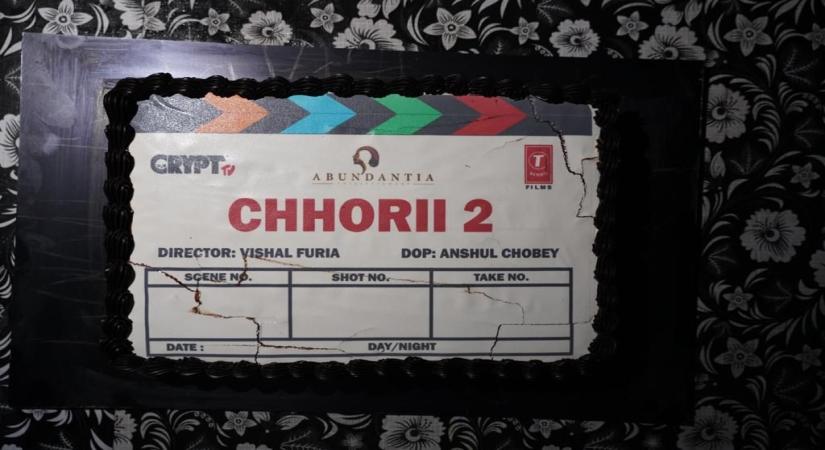 CRYPT TV
ABUNDANTIA
T
FILMS
CHHORII 2
DIRECTOR: VISHAL FURIA DOP: ANSHUL CHOBEY
SCENE NO. SHOT NO. TAKE NO.
DATE : DAY/NIGHT